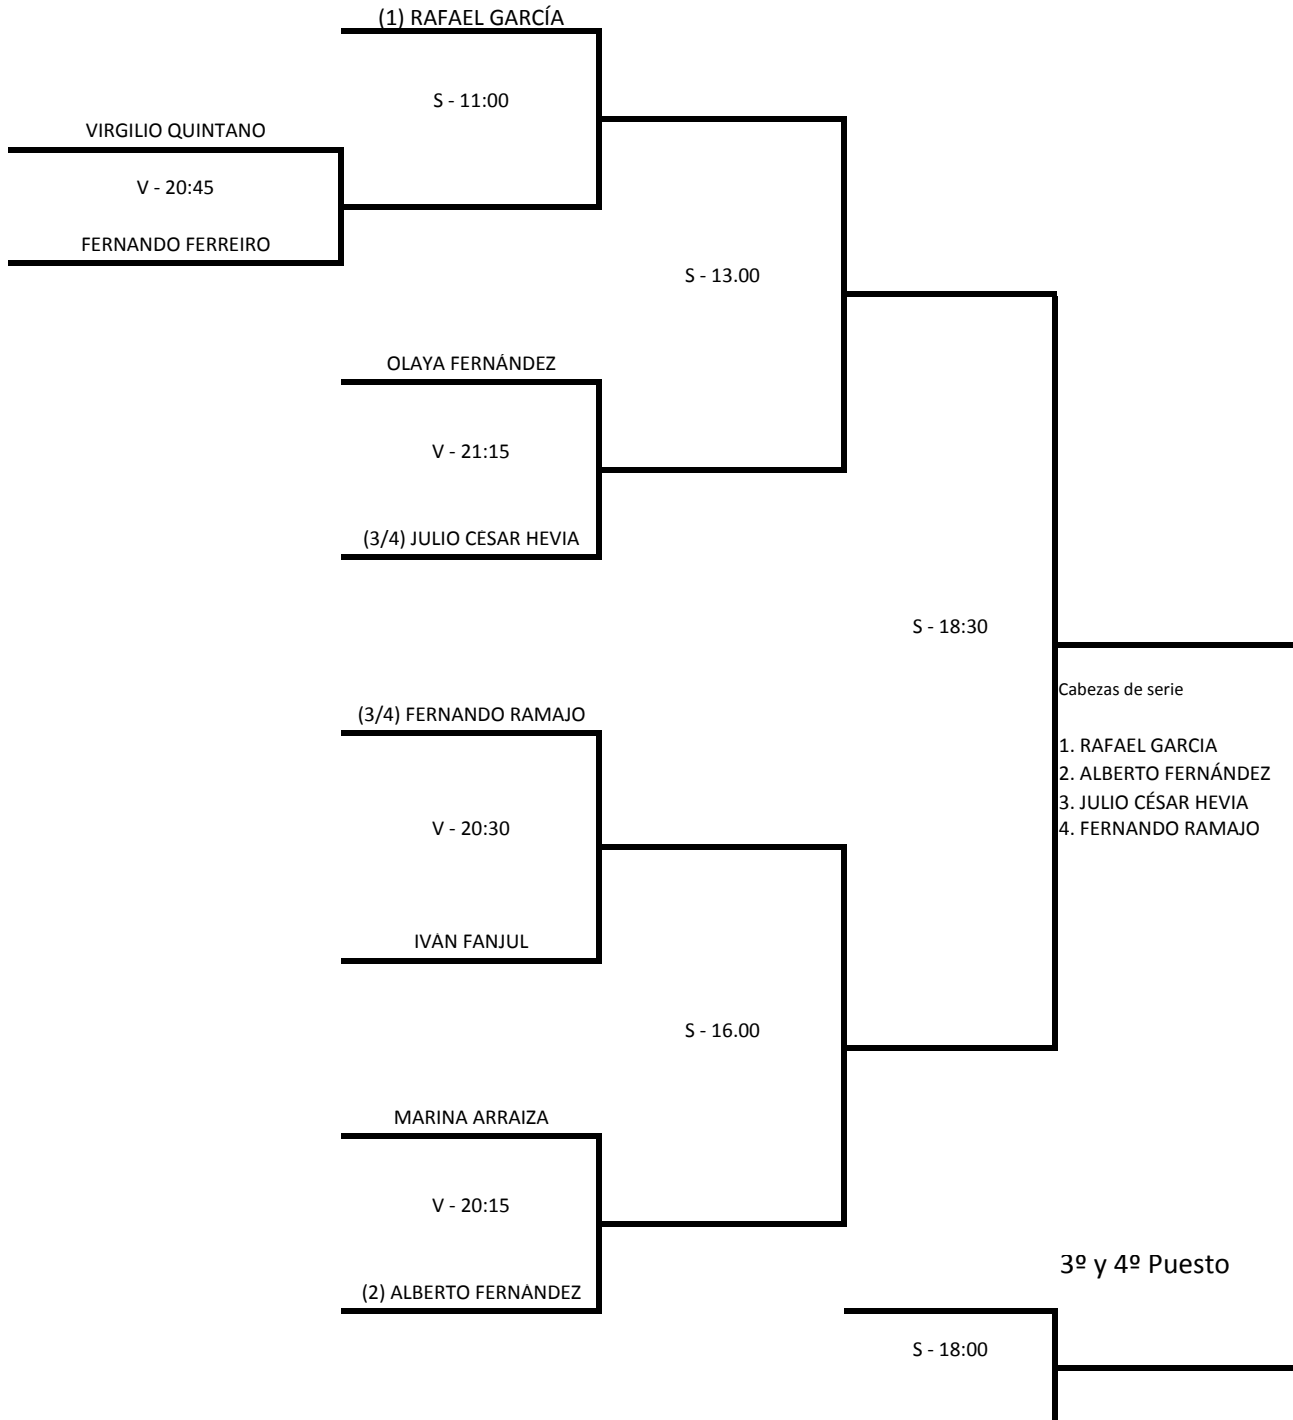 (1) RAFAEL GARCÍA
S - 11:00
VIRGILIO QUINTANO
V - 20:45
FERNANDO FERREIRO
S - 13.00
OLAYA FERNÁNDEZ
V - 21:15
(3/4) JULIO CÉSAR HEVIA
S - 18:30
Cabezas de serie
(3/4) FERNANDO RAMAJO
1. RAFAEL GARCIA
2. ALBERTO FERNÁNDEZ
3. JULIO CÉSAR HEVIA
4. FERNANDO RAMAJO
V - 20:30
IVÁN FANJUL
S - 16.00
MARINA ARRAIZA
V - 20:15
(2) ALBERTO FERNÁNDEZ
3º y 4º Puesto
S - 18:00